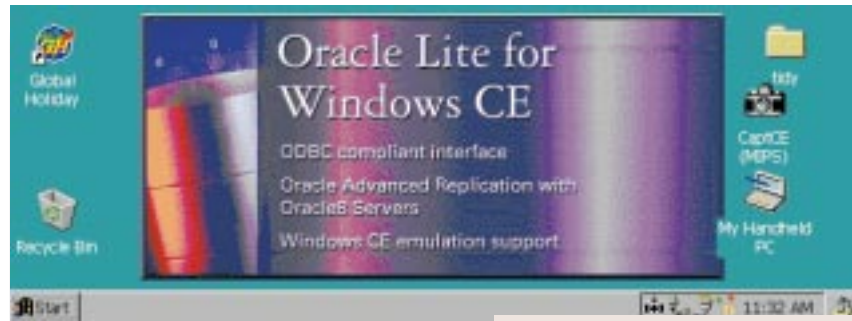 Global
Holiday
Recycle Bin
Oracle Lite for
Windows CE
ODBC compliant interface
Oracle Advanced Replication with
Oracle8 Servers
Windows CE emulation support
tidy
CaptCE
(MIPS)
My Handheld
PC
Start
11:32 AM